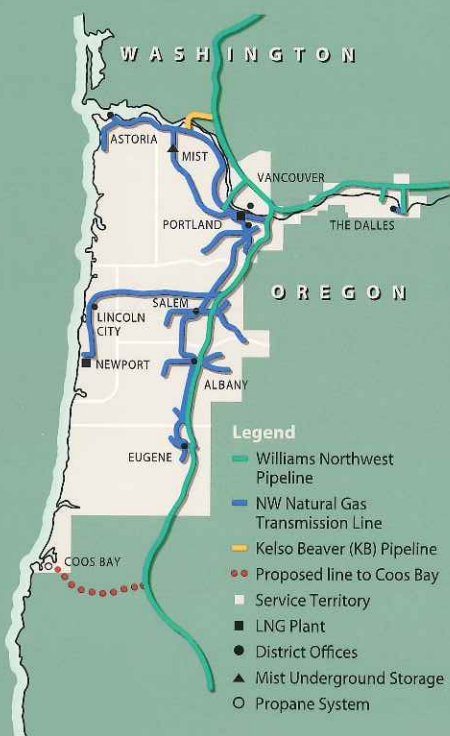 WASHINGTON
ASTORIA
MIST
VANCOUVER
PORTLAND
THE DALLES
OREGON
SALEM
LINCOLN
CITY
NEWPORT
ALBANY
EUGENE
COOS BAY
Legend
Williams Northwest
Pipeline
NW Natural Gas
Transmission Line
Kelso Beaver (KB) Pipeline
Proposed line to Coos Bay
Service Territory
LNG Plant
District Offices
Mist Underground Storage
Propane System